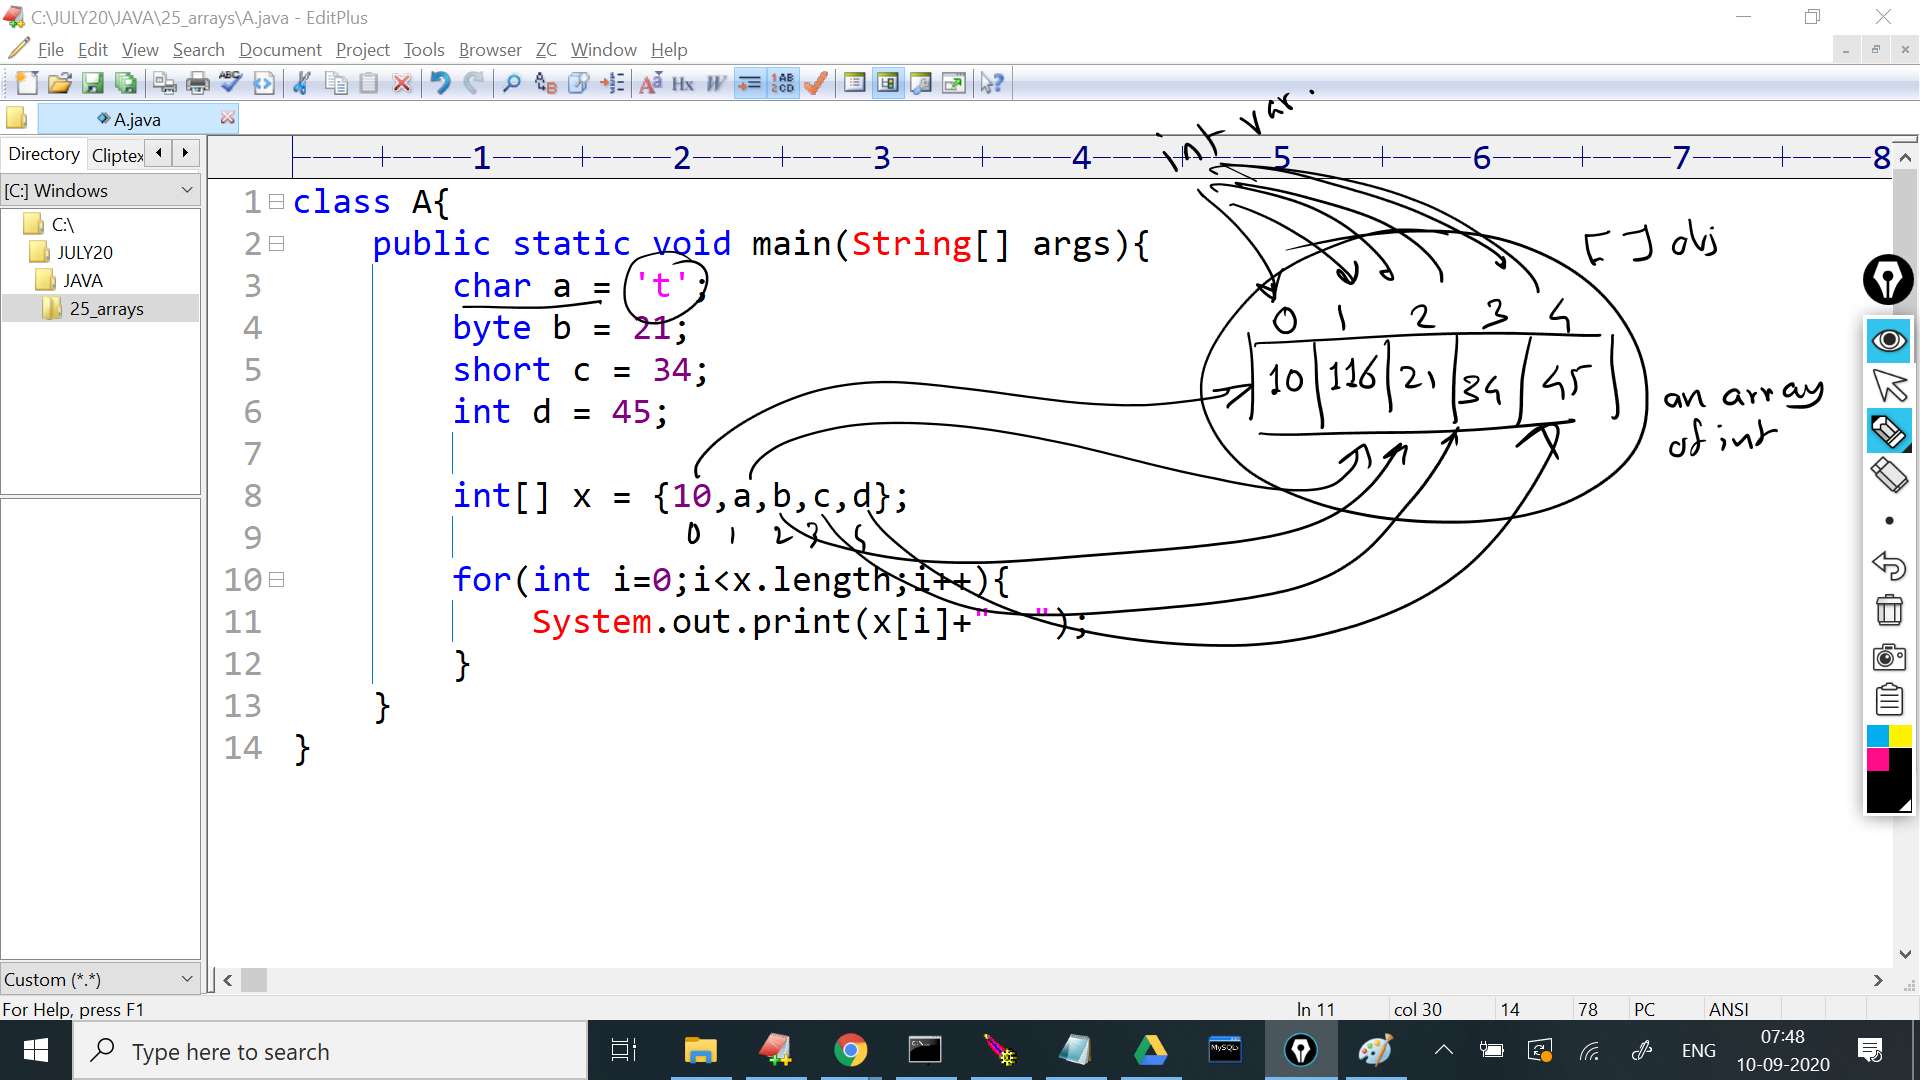 C:\JULY20\JAVA\25_arrays\A.java - EditPlus
File Edit View Search Document Project Tools Browser ZC Window Help
A.java
Directory Cliptex
[C:] Windows
C:\
JULY20
JAVA
25_arrays
Custom (*.*)
----+----1----+----2----+----3----+----4----+----5----+----6----+----7----+----8
1 class A{
2 public static void main(String[] args){
3 char a = 't';
4 byte b = 21;
5 short c = 34;
6 int d = 45;
7
8 int[] x = {10,a,b,c,d};
9
10 for(int i=0;i<x.length;i++){
11 System.out.print(x[i]+" ");
12 }
13 }
14 }
int var.
[ ] obj
0 1 2 3 4
10 116 21 34 45
an array
of int
0 1 2 3 4
For Help, press F1
ln 11 col 30 14 78 PC ANSI
Type here to search
MySQL
ENG
07:48
10-09-2020